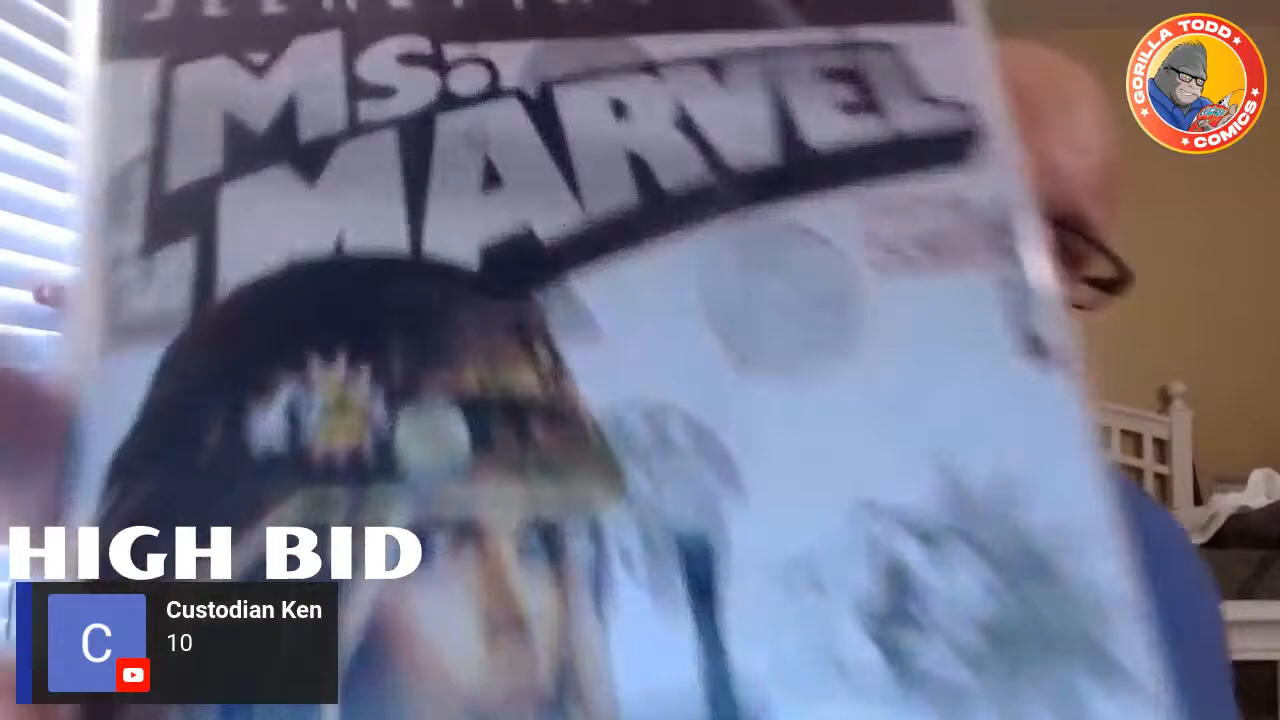 MS.
MARVEL
GORILLA TODD
COMICS
HIGH BID
C
Custodian Ken
10